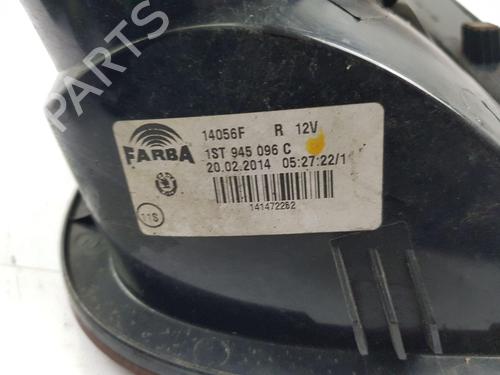 PARTS
14056F R 12V
FARBA
1ST 945 096 C
20.02.2014 05:27:22/1
141472262
11S